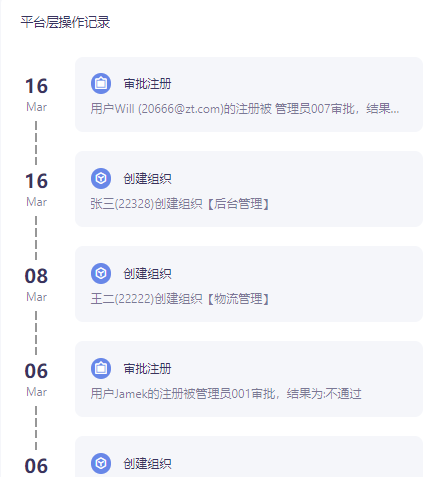 平台层操作记录
16
Mar
审批注册
用户Will (20666@zt.com)的注册被 管理员007审批，结果...
16
Mar
创建组织
张三(22328)创建组织【后台管理】
08
Mar
创建组织
王二(22222)创建组织【物流管理】
06
Mar
审批注册
用户Jamek的注册被管理员001审批，结果为:不通过
06
创建组织